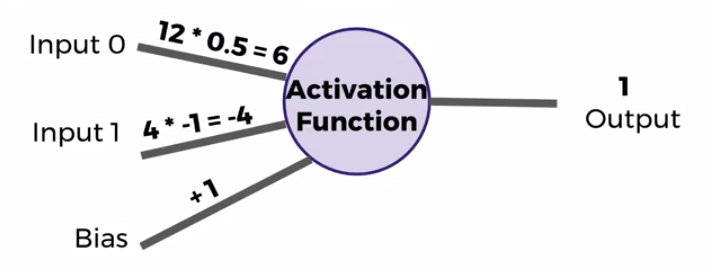 Input 0
12 * 0.5 = 6
Activation
Function
1
Output
Input 1
4 * -1 = -4
+1
Bias